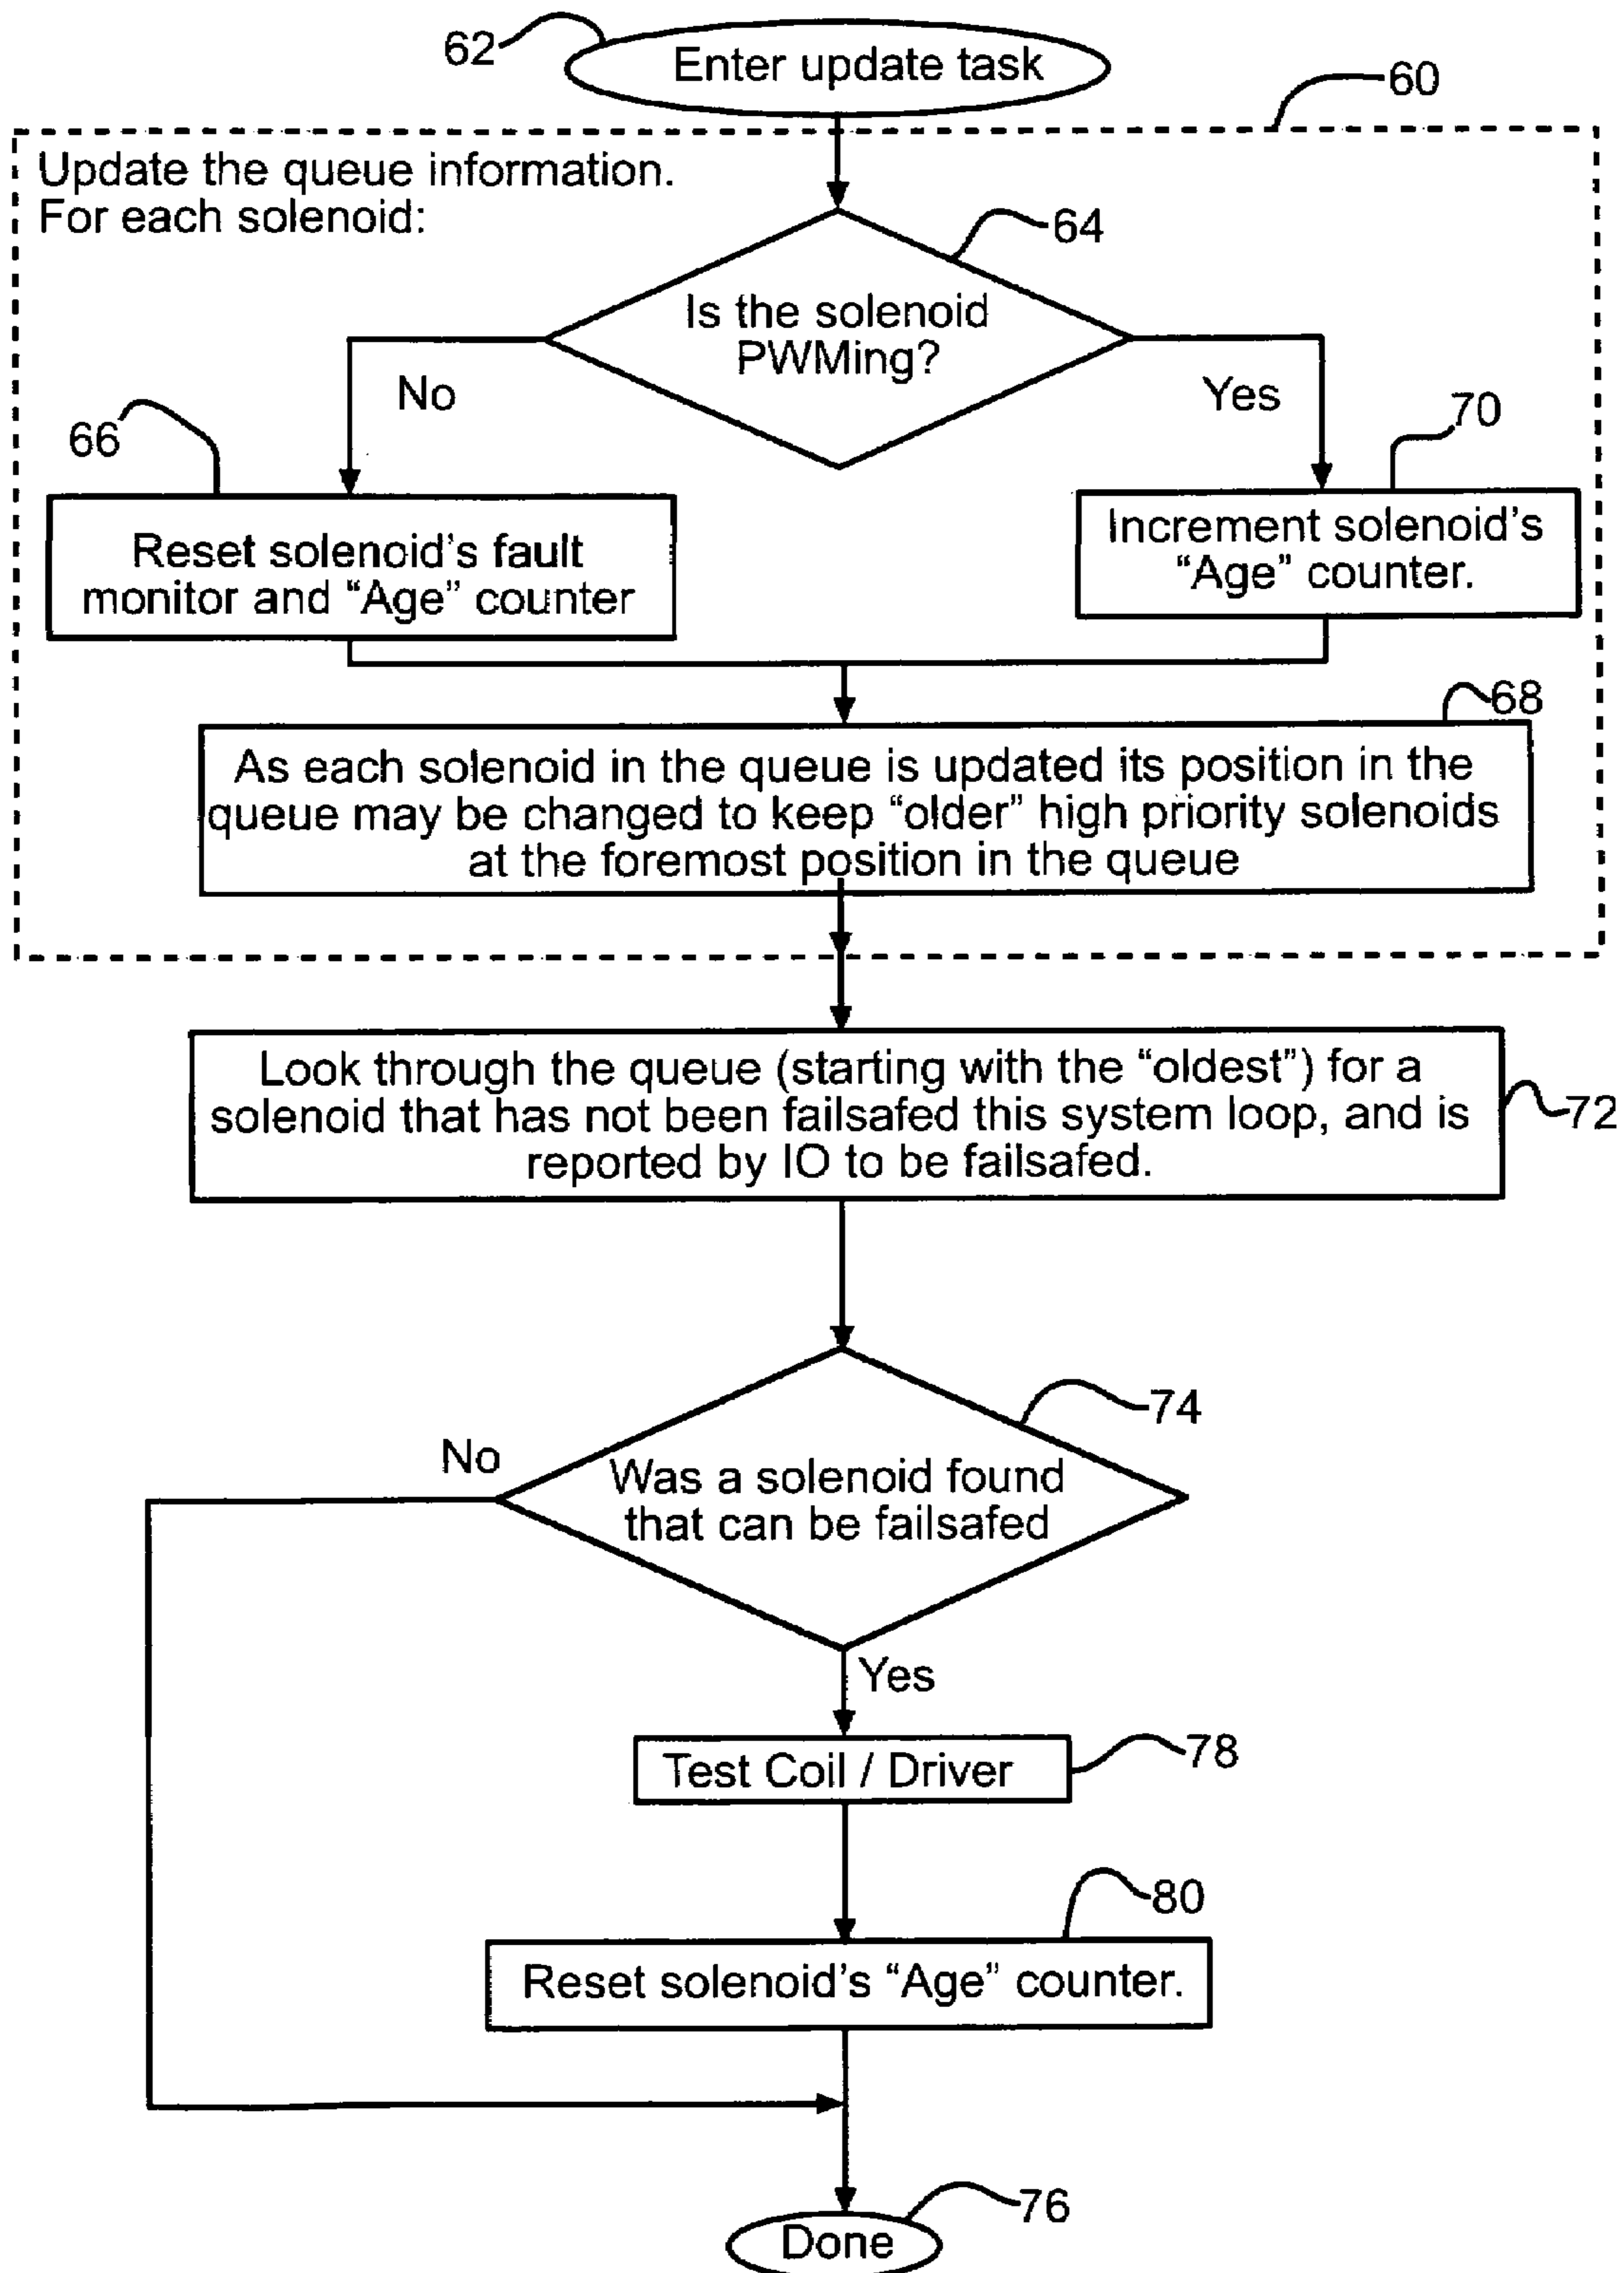 62
Enter update task
60
Update the queue information.
For each solenoid:
64
Is the solenoid
PWMing?
No
Yes
66
70
Reset solenoid's fault
monitor and “Age” counter
Increment solenoid's
“Age” counter.
68
As each solenoid in the queue is updated its position in the
queue may be changed to keep “older” high priority solenoids
at the foremost position in the queue
Look through the queue (starting with the “oldest”) for a
solenoid that has not been failsafed this system loop, and is
reported by IO to be failsafed.
72
74
No
Was a solenoid found
that can be failsafed
Yes
Test Coil / Driver
78
80
Reset solenoid's “Age” counter.
76
Done